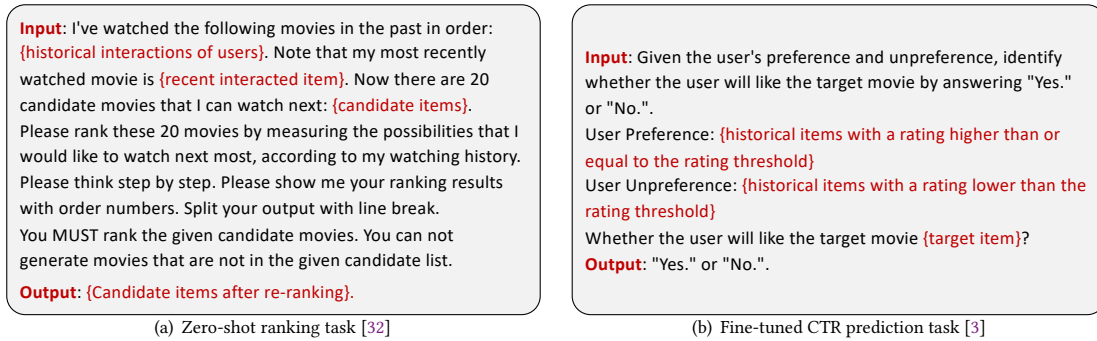 Input: I've watched the following movies in the past in order:
{historical interactions of users}. Note that my most recently
watched movie is {recent interacted item}. Now there are 20
candidate movies that I can watch next: {candidate items}.
Please rank these 20 movies by measuring the possibilities that I
would like to watch next most, according to my watching history.
Please think step by step. Please show me your ranking results
with order numbers. Split your output with line break.
You MUST rank the given candidate movies. You can not
generate movies that are not in the given candidate list.
Output: {Candidate items after re-ranking}.
(a) Zero-shot ranking task [32]
Input: Given the user's preference and unpreference, identify
whether the user will like the target movie by answering "Yes."
or "No.".
User Preference: {historical items with a rating higher than or
equal to the rating threshold}
User Unpreference: {historical items with a rating lower than the
rating threshold}
Whether the user will like the target movie {target item}?
Output: "Yes." or "No.".
(b) Fine-tuned CTR prediction task [3]